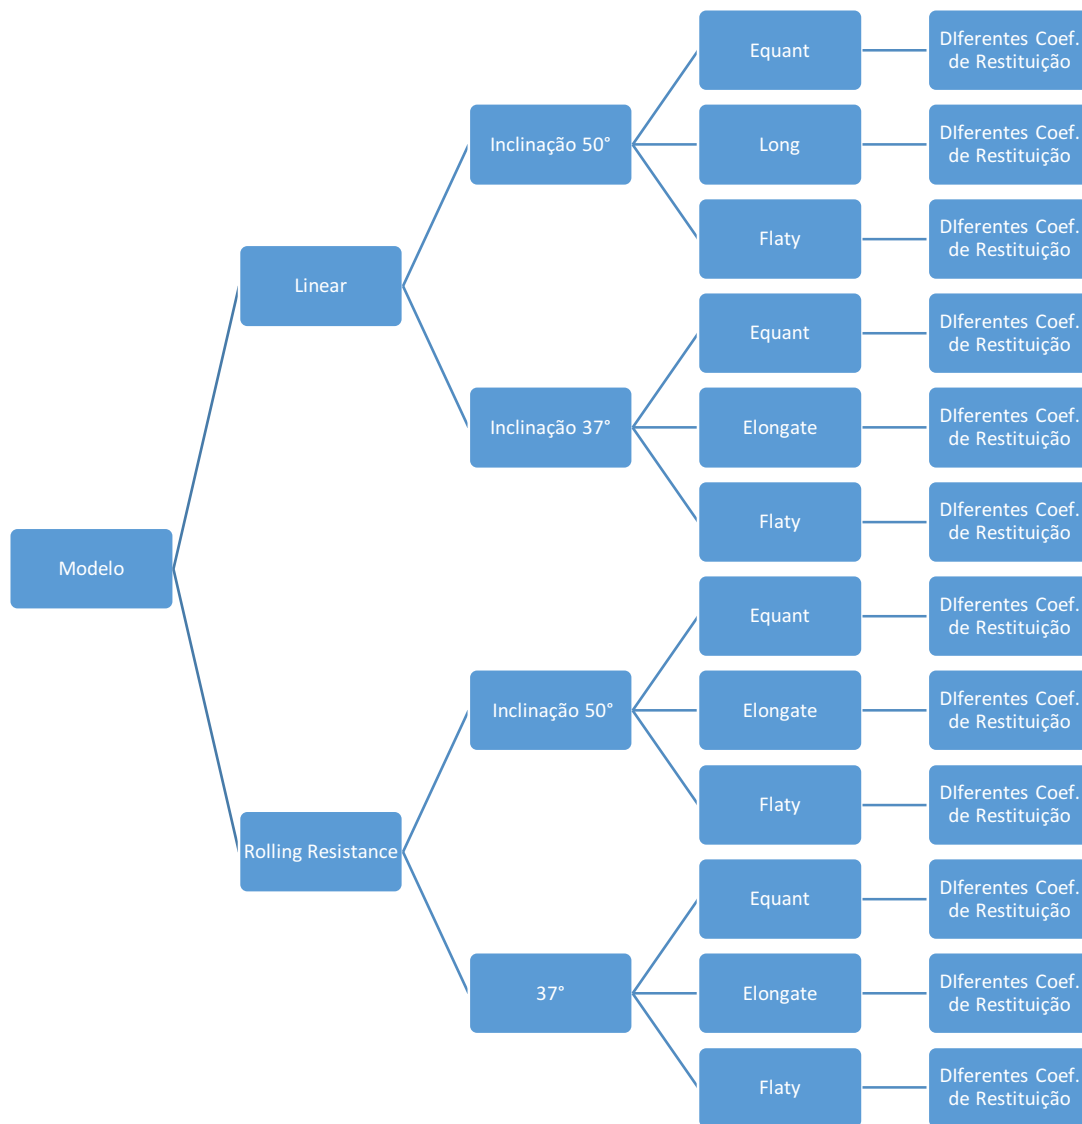 Modelo
Linear
Inclinação 50°
Equant
DIferentes Coef.
de Restituição
Long
DIferentes Coef.
de Restituição
Flaty
DIferentes Coef.
de Restituição
Inclinação 37°
Equant
DIferentes Coef.
de Restituição
Elongate
DIferentes Coef.
de Restituição
Flaty
DIferentes Coef.
de Restituição
Rolling Resistance
Inclinação 50°
Equant
DIferentes Coef.
de Restituição
Elongate
DIferentes Coef.
de Restituição
Flaty
DIferentes Coef.
de Restituição
37°
Equant
DIferentes Coef.
de Restituição
Elongate
DIferentes Coef.
de Restituição
Flaty
DIferentes Coef.
de Restituição